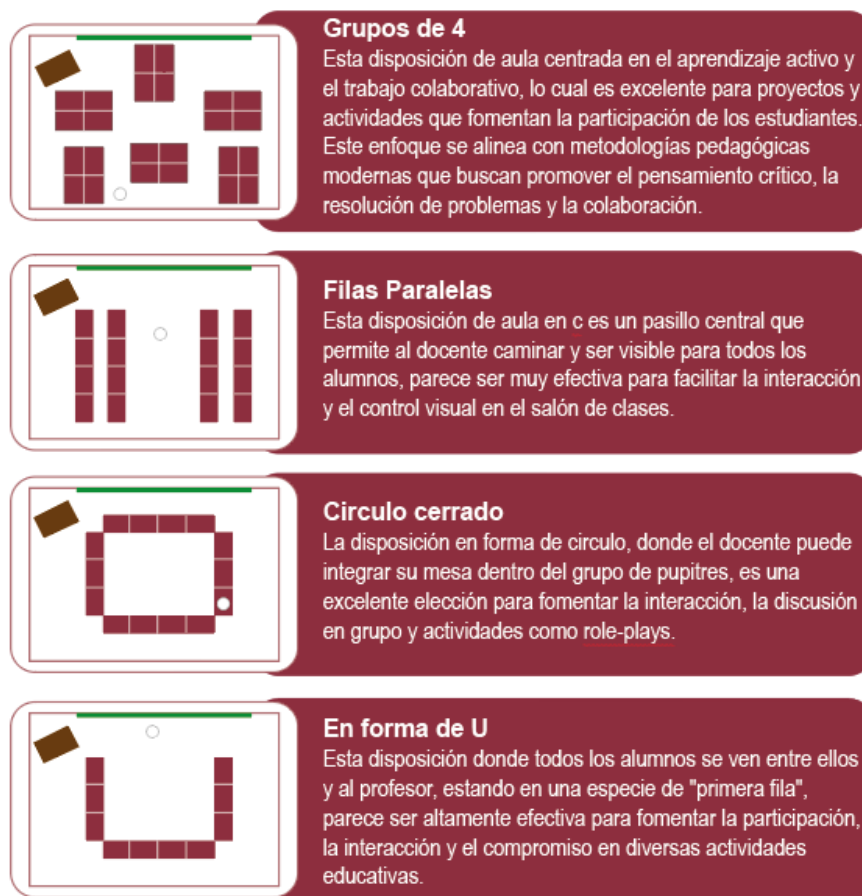 Grupos de 4
Esta disposición de aula centrada en el aprendizaje activo y
el trabajo colaborativo, lo cual es excelente para proyectos y
actividades que fomentan la participación de los estudiantes.
Este enfoque se alinea con metodologías pedagógicas
modernas que buscan promover el pensamiento crítico, la
resolución de problemas y la colaboración.
Filas Paralelas
Esta disposición de aula en c es un pasillo central que
permite al docente caminar y ser visible para todos los
alumnos, parece ser muy efectiva para facilitar la interacción
y el control visual en el salón de clases.
Circulo cerrado
La disposición en forma de circulo, donde el docente puede
integrar su mesa dentro del grupo de pupitres, es una
excelente elección para fomentar la interacción, la discusión
en grupo y actividades como role-plays.
En forma de U
Esta disposición donde todos los alumnos se ven entre ellos
y al profesor, estando en una especie de "primera fila",
parece ser altamente efectiva para fomentar la participación,
la interacción y el compromiso en diversas actividades
educativas.